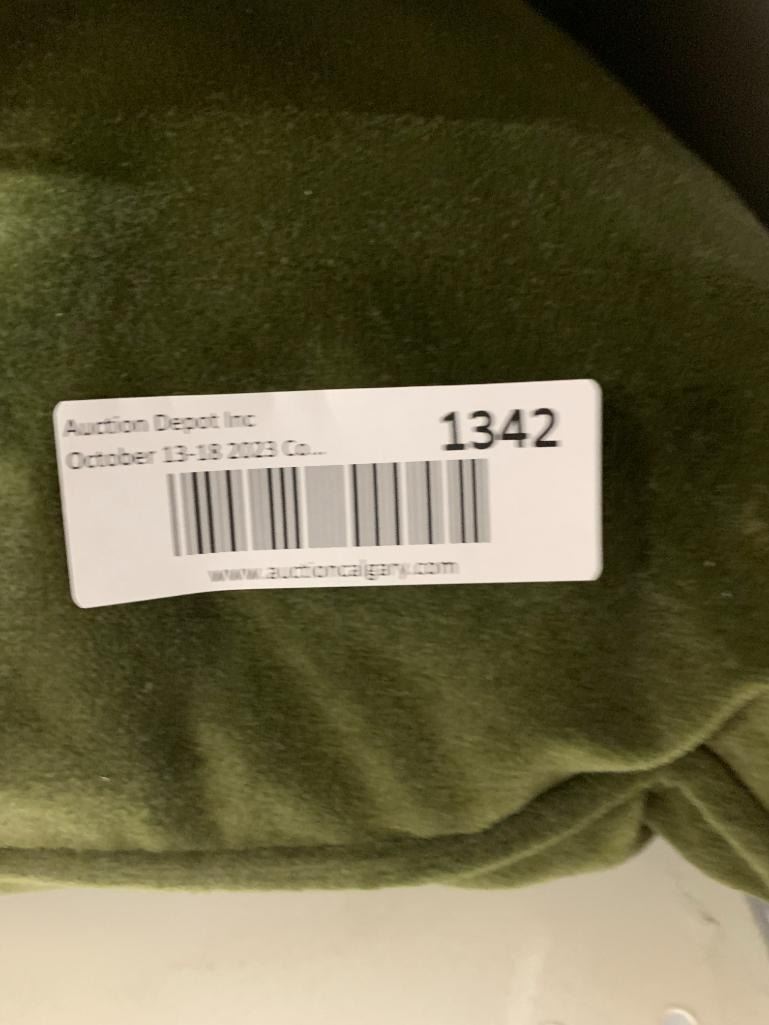 Auction Depot Inc
1342
October 13-18 2023 Co...
www.auctioncalgary.com